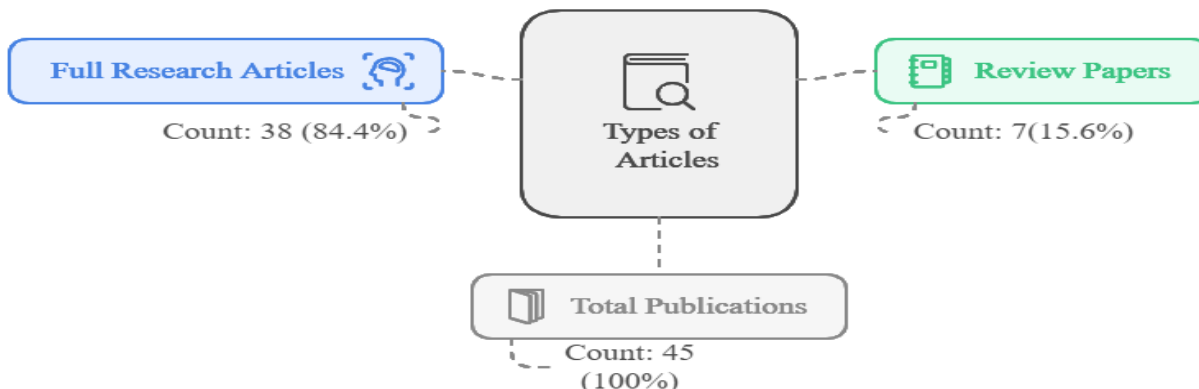 Full Research Articles
Count: 38 (84.4%)
Types of
Articles
Review Papers
Count: 7(15.6%)
Total Publications
Count: 45
(100%)